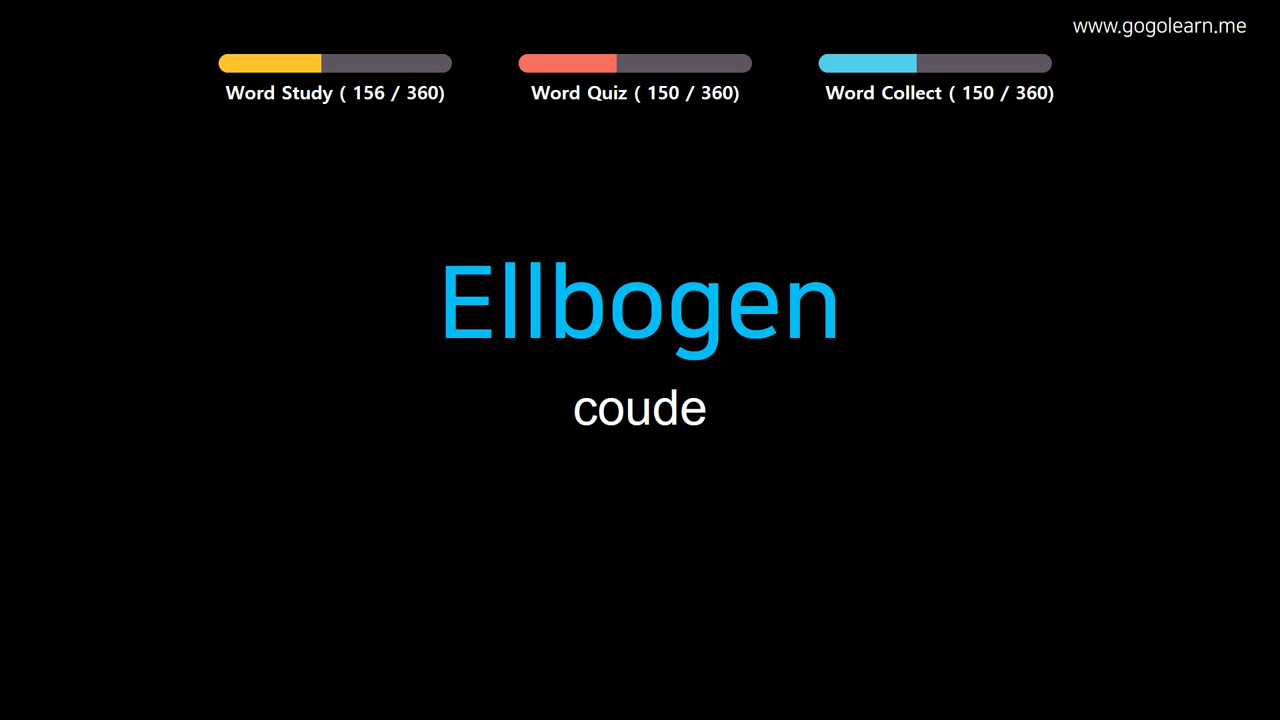 www.gogolearn.me
Word Study ( 156 / 360)
Word Quiz ( 150 / 360)
Word Collect ( 150 / 360)
Ellbogen
coude